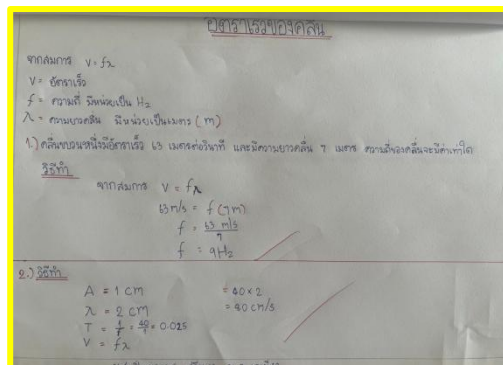 อัตราเร็วของคลื่น
จากสมการ V = fλ
V = อัตราเร็ว
f = ความถี่ มีหน่วยเป็น Hz
λ = ความยาวคลื่น มีหน่วยเป็นเมตร (m)
1.) คลื่นขบวนหนึ่งมีอัตราเร็ว 63 เมตรต่อวินาที และมีความยาวคลื่น 7 เมตร ความถี่ของคลื่นจะมีค่าเท่าใด
วิธีทำ
จากสมการ V = fλ
63 m/s = f (7m)
f = 63 m/s / 7
f = 9Hz
2.) วิธีทำ
A = 1 cm = 40 × 2
λ = 2 cm = 40 cm/s
V = fλ